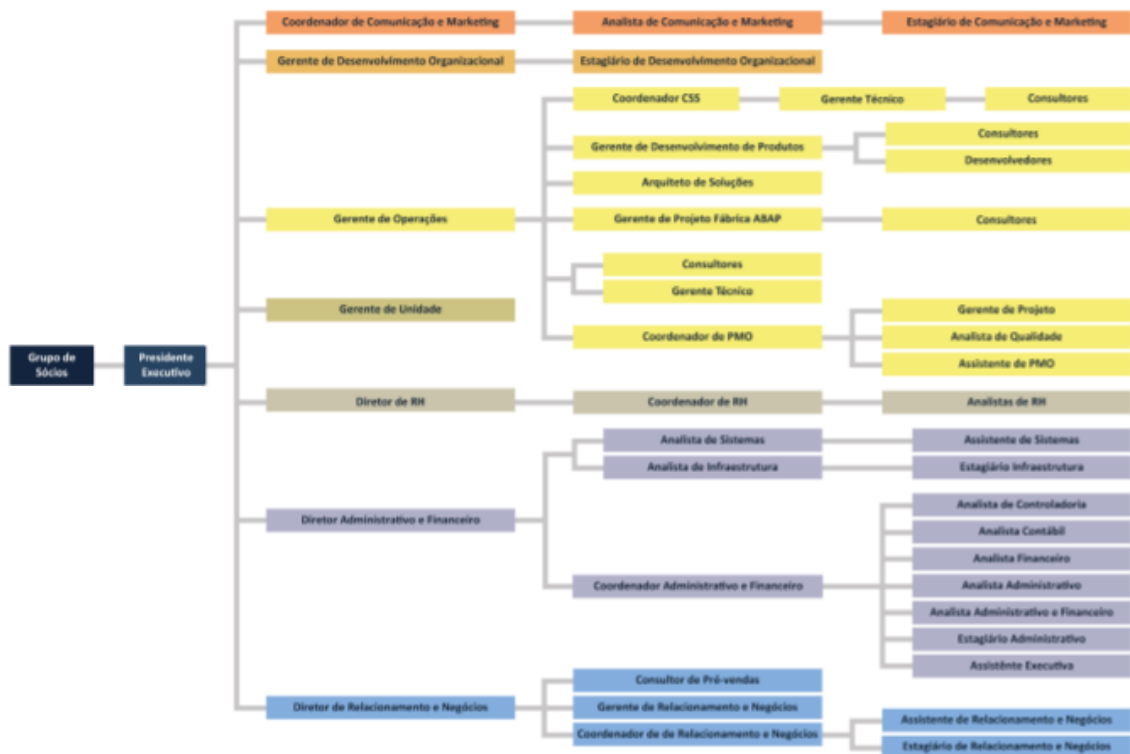 Coordenador de Comunicação e Marketing
Analista de Comunicação e Marketing
Estagiário de Comunicação e Marketing
Gerente de Desenvolvimento Organizacional
Estagiário de Desenvolvimento Organizacional
Coordenador CSS
Gerente Técnico
Consultores
Gerente de Desenvolvimento de Produtos
Consultores
Desenvolvedores
Arquiteto de Soluções
Gerente de Operações
Gerente de Projeto Fábrica ABAP
Consultores
Consultores
Gerente Técnico
Gerente de Unidade
Coordenador de PMO
Gerente de Projeto
Analista de Qualidade
Assistente de PMO
Grupo de
Sócios
Presidente
Executivo
Diretor de RH
Coordenador de RH
Analistas de RH
Analista de Sistemas
Assistente de Sistemas
Analista de Infraestrutura
Estagiário Infraestrutura
Diretor Administrativo e Financeiro
Coordenador Administrativo e Financeiro
Analista de Controladoria
Analista Contábil
Analista Financeiro
Analista Administrativo
Analista Administrativo e Financeiro
Estagiário Administrativo
Assistênte Executiva
Diretor de Relacionamento e Negócios
Consultor de Pré-vendas
Gerente de Relacionamento e Negócios
Coordenador de de Relacionamento e Negócios
Assistente de Relacionamento e Negócios
Estagiário de Relacionamento e Negócios